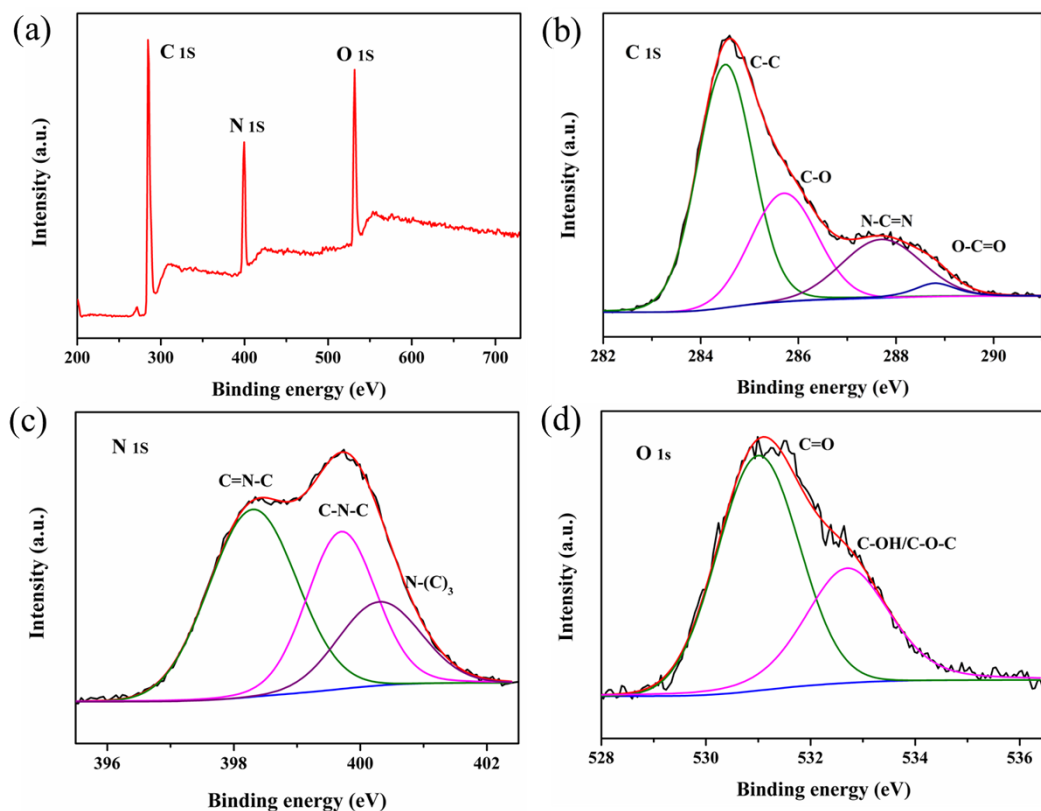 (a)
C 1S
N 1S
O 1S
Intensity (a.u.)
200 300 400 500 600 700
Binding energy (eV)
(b)
C 1S
C-C
C-O
N-C=N
O-C=O
Intensity (a.u.)
282 284 286 288 290
Binding energy (eV)
(c)
N 1S
C=N-C
C-N-C
N-(C)3
Intensity (a.u.)
396 398 400 402
Binding energy (eV)
(d)
O 1s
C=O
C-OH/C-O-C
Intensity (a.u.)
528 530 532 534 536
Binding energy (eV)